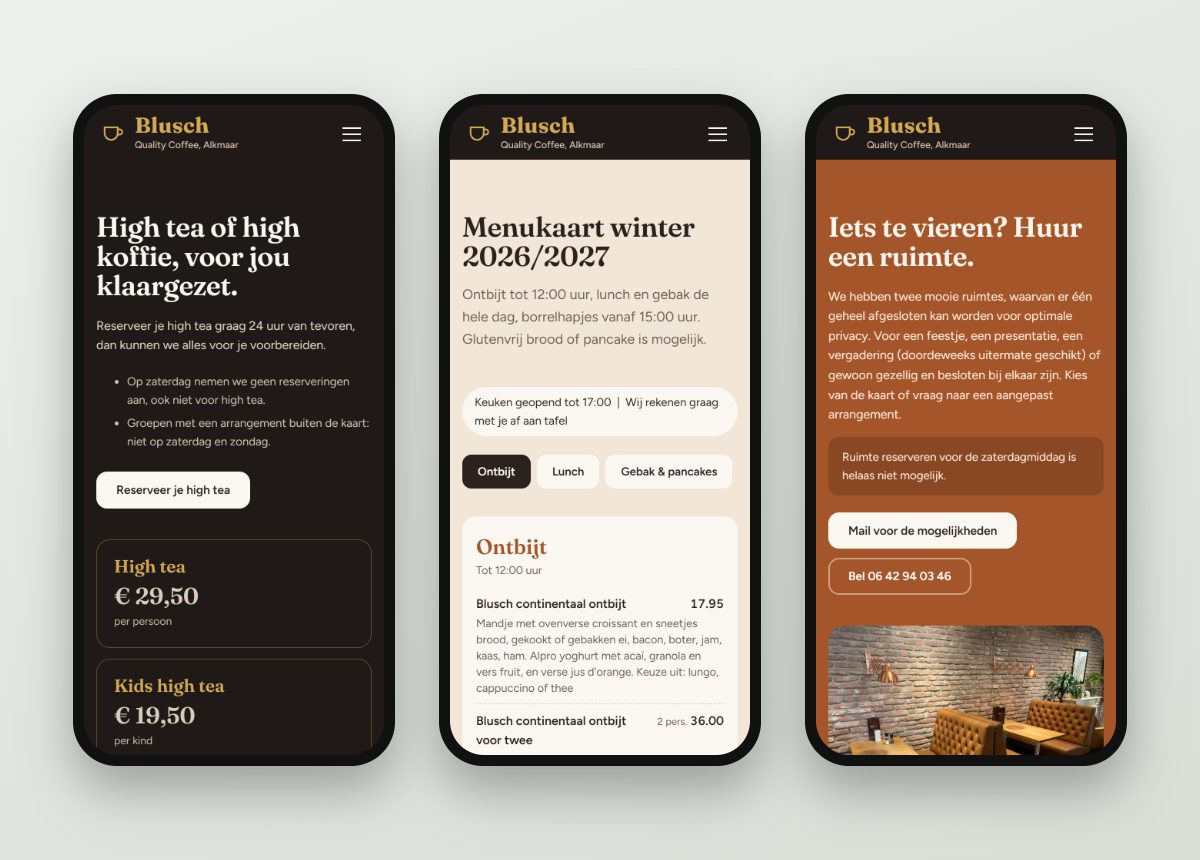 Blusch
Quality Coffee, Alkmaar
High tea of high
koffie, voor jou
klaargezet.
Reserveer je high tea graag 24 uur van tevoren,
dan kunnen we alles voor je voorbereiden.
Op zaterdag nemen we geen reserveringen
aan, ook niet voor high tea.
Groepen met een arrangement buiten de kaart:
niet op zaterdag en zondag.
Reserveer je high tea
High tea
€ 29,50
per persoon
Kids high tea
€ 19,50
per kind
Blusch
Quality Coffee, Alkmaar
Menukaart winter
2026/2027
Ontbijt tot 12:00 uur, lunch en gebak de
hele dag, borrelhapjes vanaf 15:00 uur.
Glutenvrij brood of pancake is mogelijk.
Keuken geopend tot 17:00 | Wij rekenen graag
met je af aan tafel
Ontbijt Lunch Gebak & pancakes
Ontbijt
Tot 12:00 uur
Blusch continentaal ontbijt 17.95
Mandje met ovenverse croissant en sneetjes
brood, gekookt of gebakken ei, bacon, boter, jam,
kaas, ham. Alpro yoghurt met acaï, granola en
vers fruit, en verse jus d'orange. Keuze uit: lungo,
cappuccino of thee
Blusch continentaal ontbijt 2 pers. 36.00
voor twee
Blusch
Quality Coffee, Alkmaar
Iets te vieren? Huur
een ruimte.
We hebben twee mooie ruimtes, waarvan er één
geheel afgesloten kan worden voor optimale
privacy. Voor een feestje, een presentatie, een
vergadering (doordeweeks uitermate geschikt) of
gewoon gezellig en besloten bij elkaar zijn. Kies
van de kaart of vraag naar een aangepast
arrangement.
Ruimte reserveren voor de zaterdagmiddag is
helaas niet mogelijk.
Mail voor de mogelijkheden
Bel 06 42 94 03 46